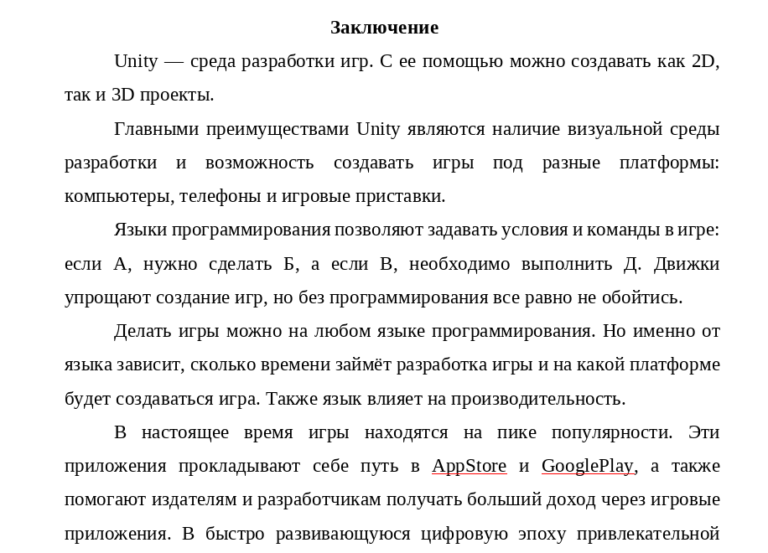 Заключение
Unity — среда разработки игр. С ее помощью можно создавать как 2D,
так и 3D проекты.
Главными преимуществами Unity являются наличие визуальной среды
разработки и возможность создавать игры под разные платформы:
компьютеры, телефоны и игровые приставки.
Языки программирования позволяют задавать условия и команды в игре:
если А, нужно сделать Б, а если В, необходимо выполнить Д. Движки
упрощают создание игр, но без программирования все равно не обойтись.
Делать игры можно на любом языке программирования. Но именно от
языка зависит, сколько времени займёт разработка игры и на какой платформе
будет создаваться игра. Также язык влияет на производительность.
В настоящее время игры находятся на пике популярности. Эти
приложения прокладывают себе путь в AppStore и GooglePlay, а также
помогают издателям и разработчикам получать больший доход через игровые
приложения. В быстро развивающуюся цифровую эпоху привлекательной